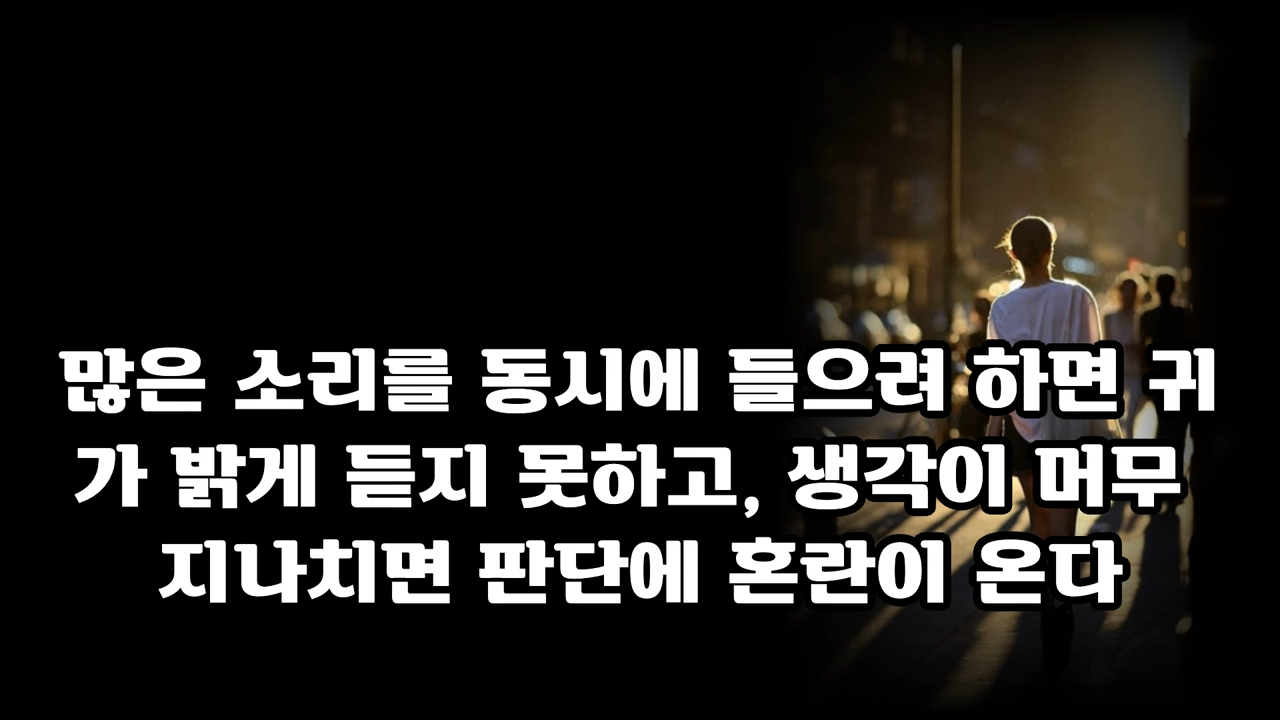 많은 소리를 동시에 들으려 하면 귀
가 밝게 듣지 못하고, 생각이 머무
지나치면 판단에 혼란이 온다